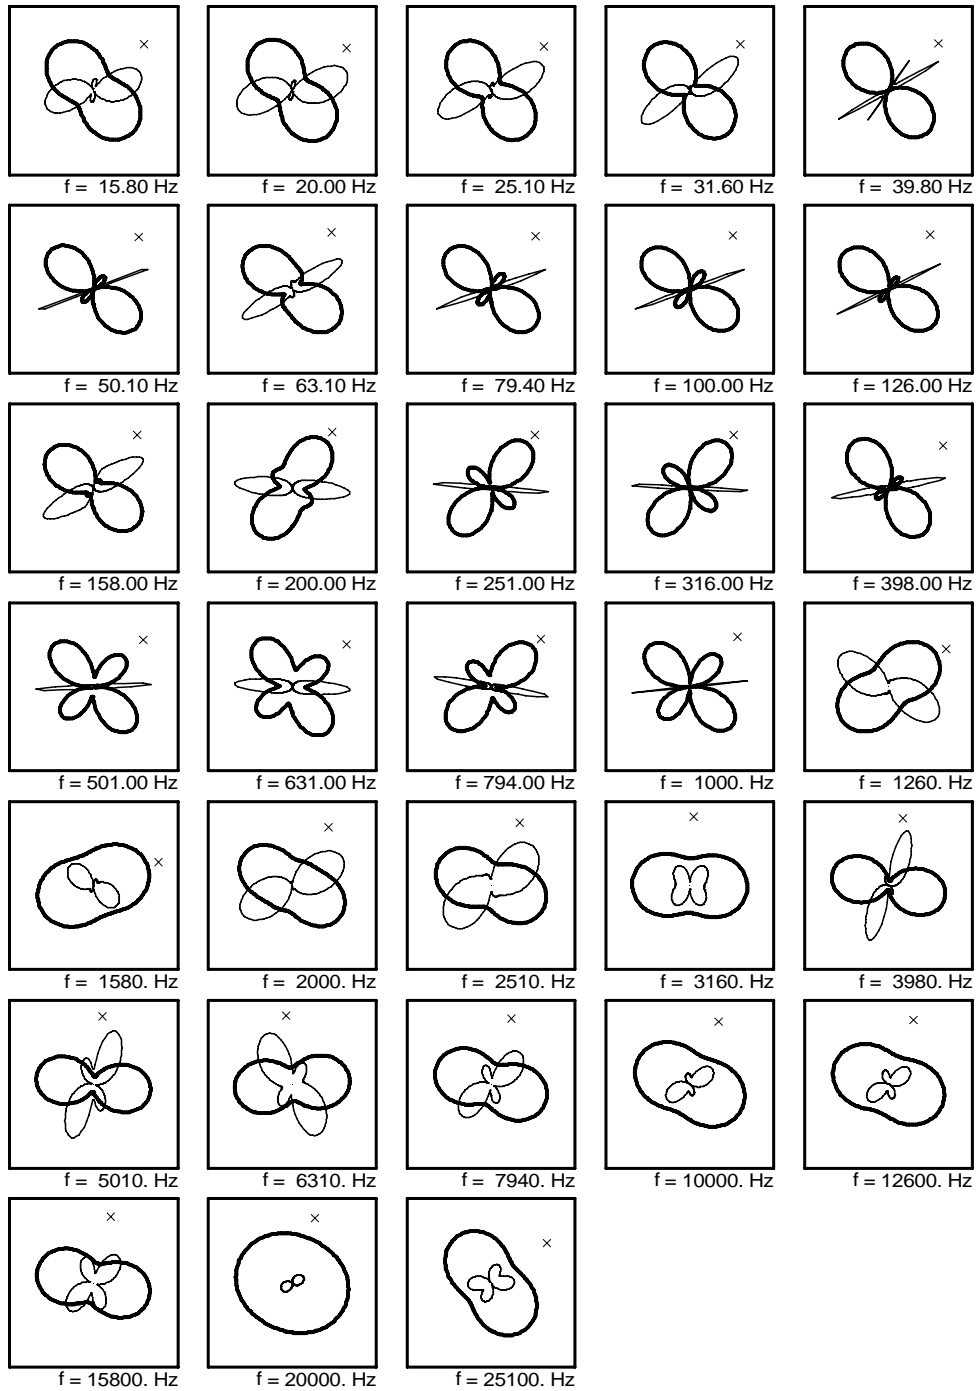 f = 15.80 Hz
f = 20.00 Hz
f = 25.10 Hz
f = 31.60 Hz
f = 39.80 Hz
f = 50.10 Hz
f = 63.10 Hz
f = 79.40 Hz
f = 100.00 Hz
f = 126.00 Hz
f = 158.00 Hz
f = 200.00 Hz
f = 251.00 Hz
f = 316.00 Hz
f = 398.00 Hz
f = 501.00 Hz
f = 631.00 Hz
f = 794.00 Hz
f = 1000. Hz
f = 1260. Hz
f = 1580. Hz
f = 2000. Hz
f = 2510. Hz
f = 3160. Hz
f = 3980. Hz
f = 5010. Hz
f = 6310. Hz
f = 7940. Hz
f = 10000. Hz
f = 12600. Hz
f = 15800. Hz
f = 20000. Hz
f = 25100. Hz